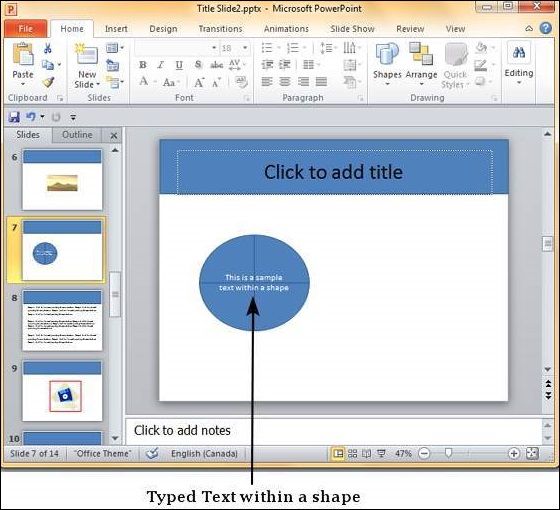 Title Slide2.pptx - Microsoft PowerPoint
File Home Insert Design Transitions Animations Slide Show Review View
Paste
New
Slide
18
B I U S abc AV
Aa A A A
Shapes Arrange Quick
Styles
Editing
Clipboard Slides Font Paragraph Drawing
Slides Outline
6
7
8
9
10
Click to add title
This is a sample
text within a shape
Click to add notes
Slide 7 of 14 "Office Theme" English (Canada) 47%
Typed Text within a shape